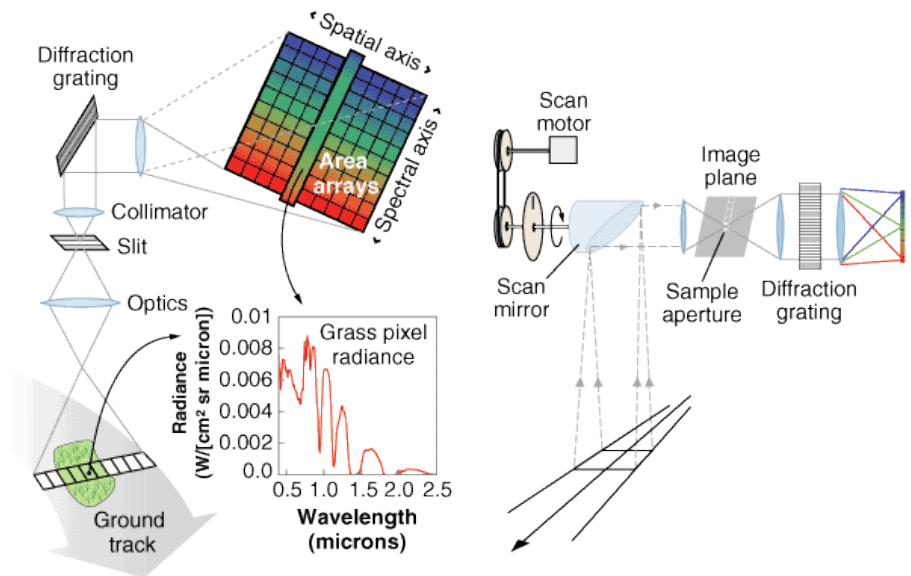 ‹ Spatial axis ›
Diffraction
grating
Area
arrays
‹ Spectral axis ›
Collimator
Slit
Optics
Ground
track
Grass pixel
radiance
Radiance
(W/[cm² sr micron])
0.01
0.008
0.006
0.004
0.002
0.0
0.5 1.0 1.5 2.0 2.5
Wavelength
(microns)
Scan
motor
Image
plane
Scan
mirror
Sample
aperture
Diffraction
grating